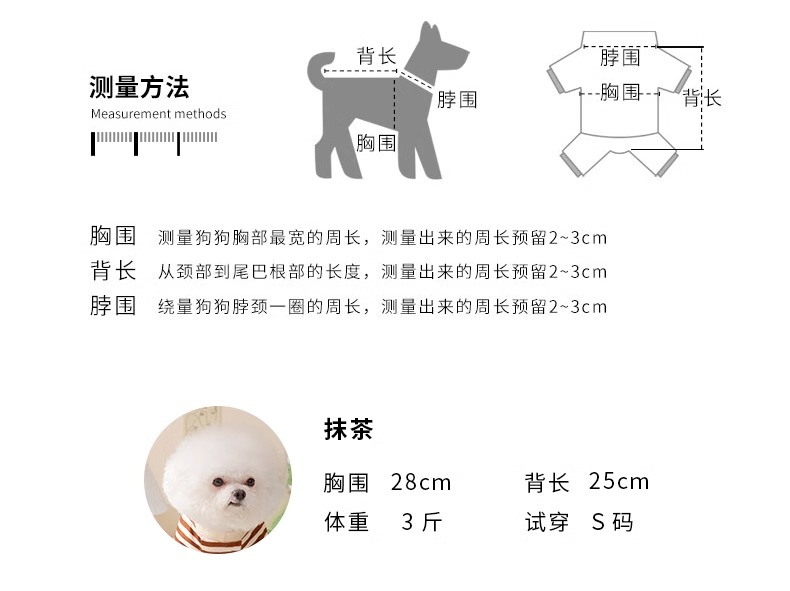 背长
脖围
胸围
脖围
胸围
背长
测量方法
Measurement methods
胸围 测量狗狗胸部最宽的周长，测量出来的周长预留2~3cm
背长 从颈部到尾巴根部的长度，测量出来的周长预留2~3cm
脖围 绕量狗狗脖颈一圈的周长，测量出来的周长预留2~3cm
抹茶
胸围 28cm 背长 25cm
体重 3 斤 试穿 S 码